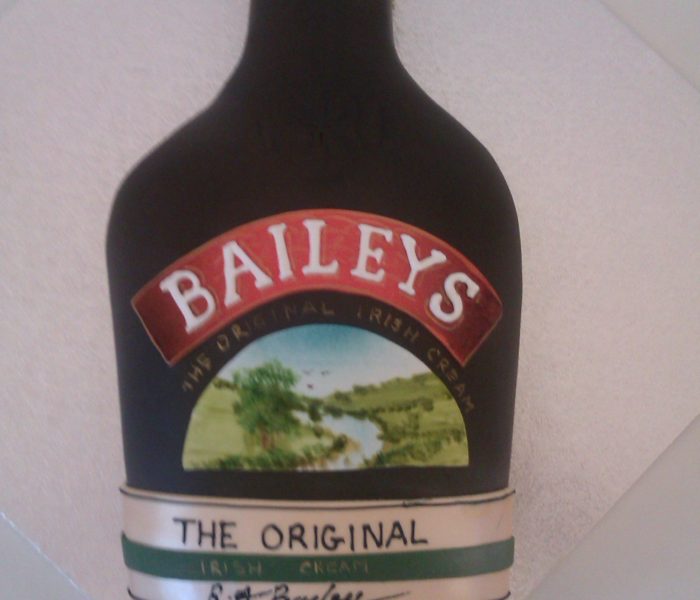 BAILEYS
THE ORIGINAL IRISH CREAM
THE ORIGINAL
IRISH CREAM